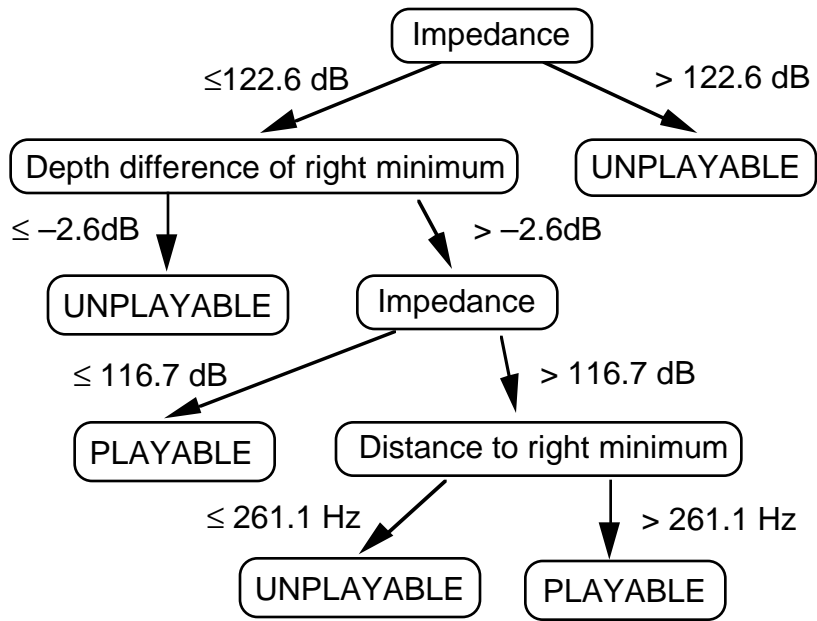 Impedance
≤122.6 dB
> 122.6 dB
Depth difference of right minimum
UNPLAYABLE
≤ –2.6dB
> –2.6dB
UNPLAYABLE
Impedance
≤ 116.7 dB
> 116.7 dB
PLAYABLE
Distance to right minimum
≤ 261.1 Hz
> 261.1 Hz
UNPLAYABLE
PLAYABLE